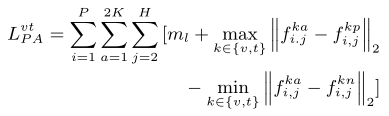 $$L_{PA}^{vt} = \sum_{i=1}^{P} \sum_{a=1}^{2K} \sum_{j=2}^{H} [m_l + \max_{k \in \{v,t\}} \left\| f_{i.j}^{ka} - f_{i,j}^{kp} \right\|_2$$
$$- \min_{k \in \{v,t\}} \left\| f_{i,j}^{ka} - f_{i,j}^{kn} \right\|_2]$$